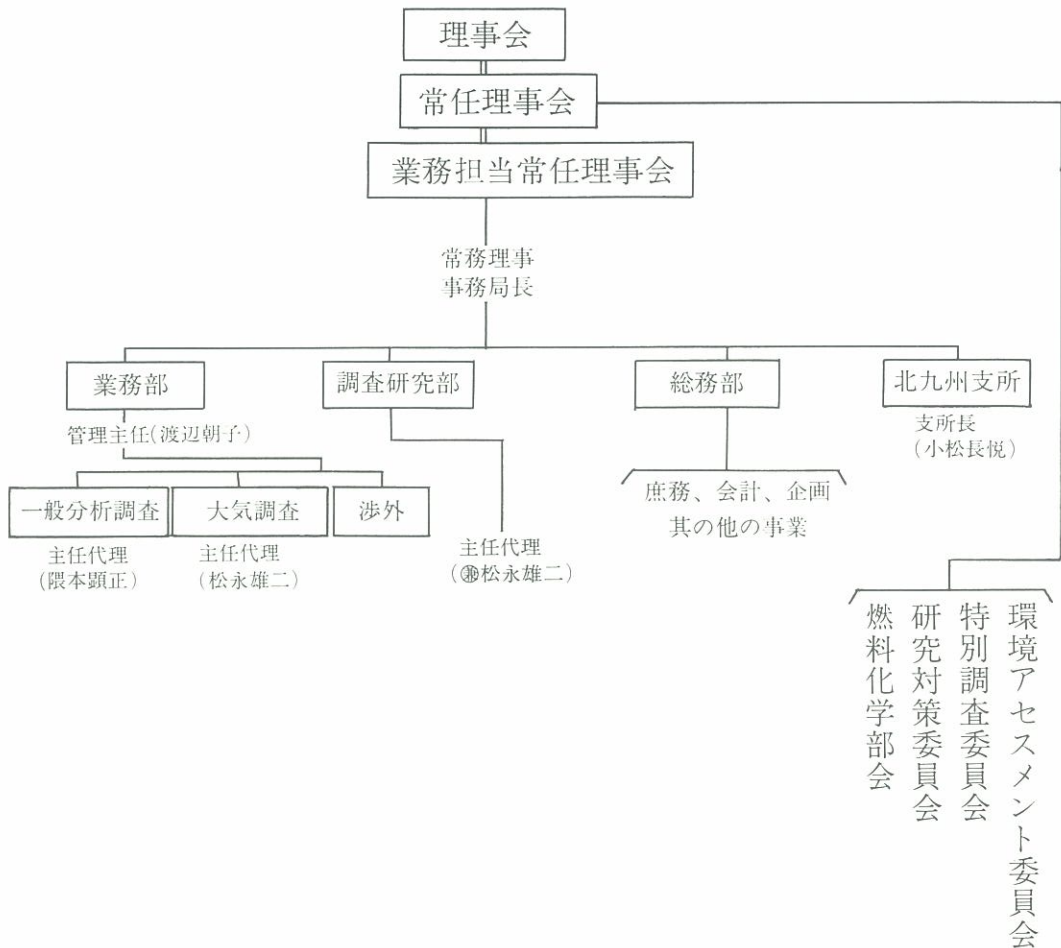 理事会
常任理事会
業務担当常任理事会
常務理事
事務局長
業務部
調査研究部
総務部
北九州支所
管理主任(渡辺朝子)
支所長
(小松長悦)
一般分析調査
大気調査
渉外
庶務、会計、企画
其の他の事業
主任代理
(隈本顕正)
主任代理
(松永雄二)
主任代理
(㊗松永雄二)
環境アセスメント委員会
特別調査委員会
研究対策委員会
燃料化学部会